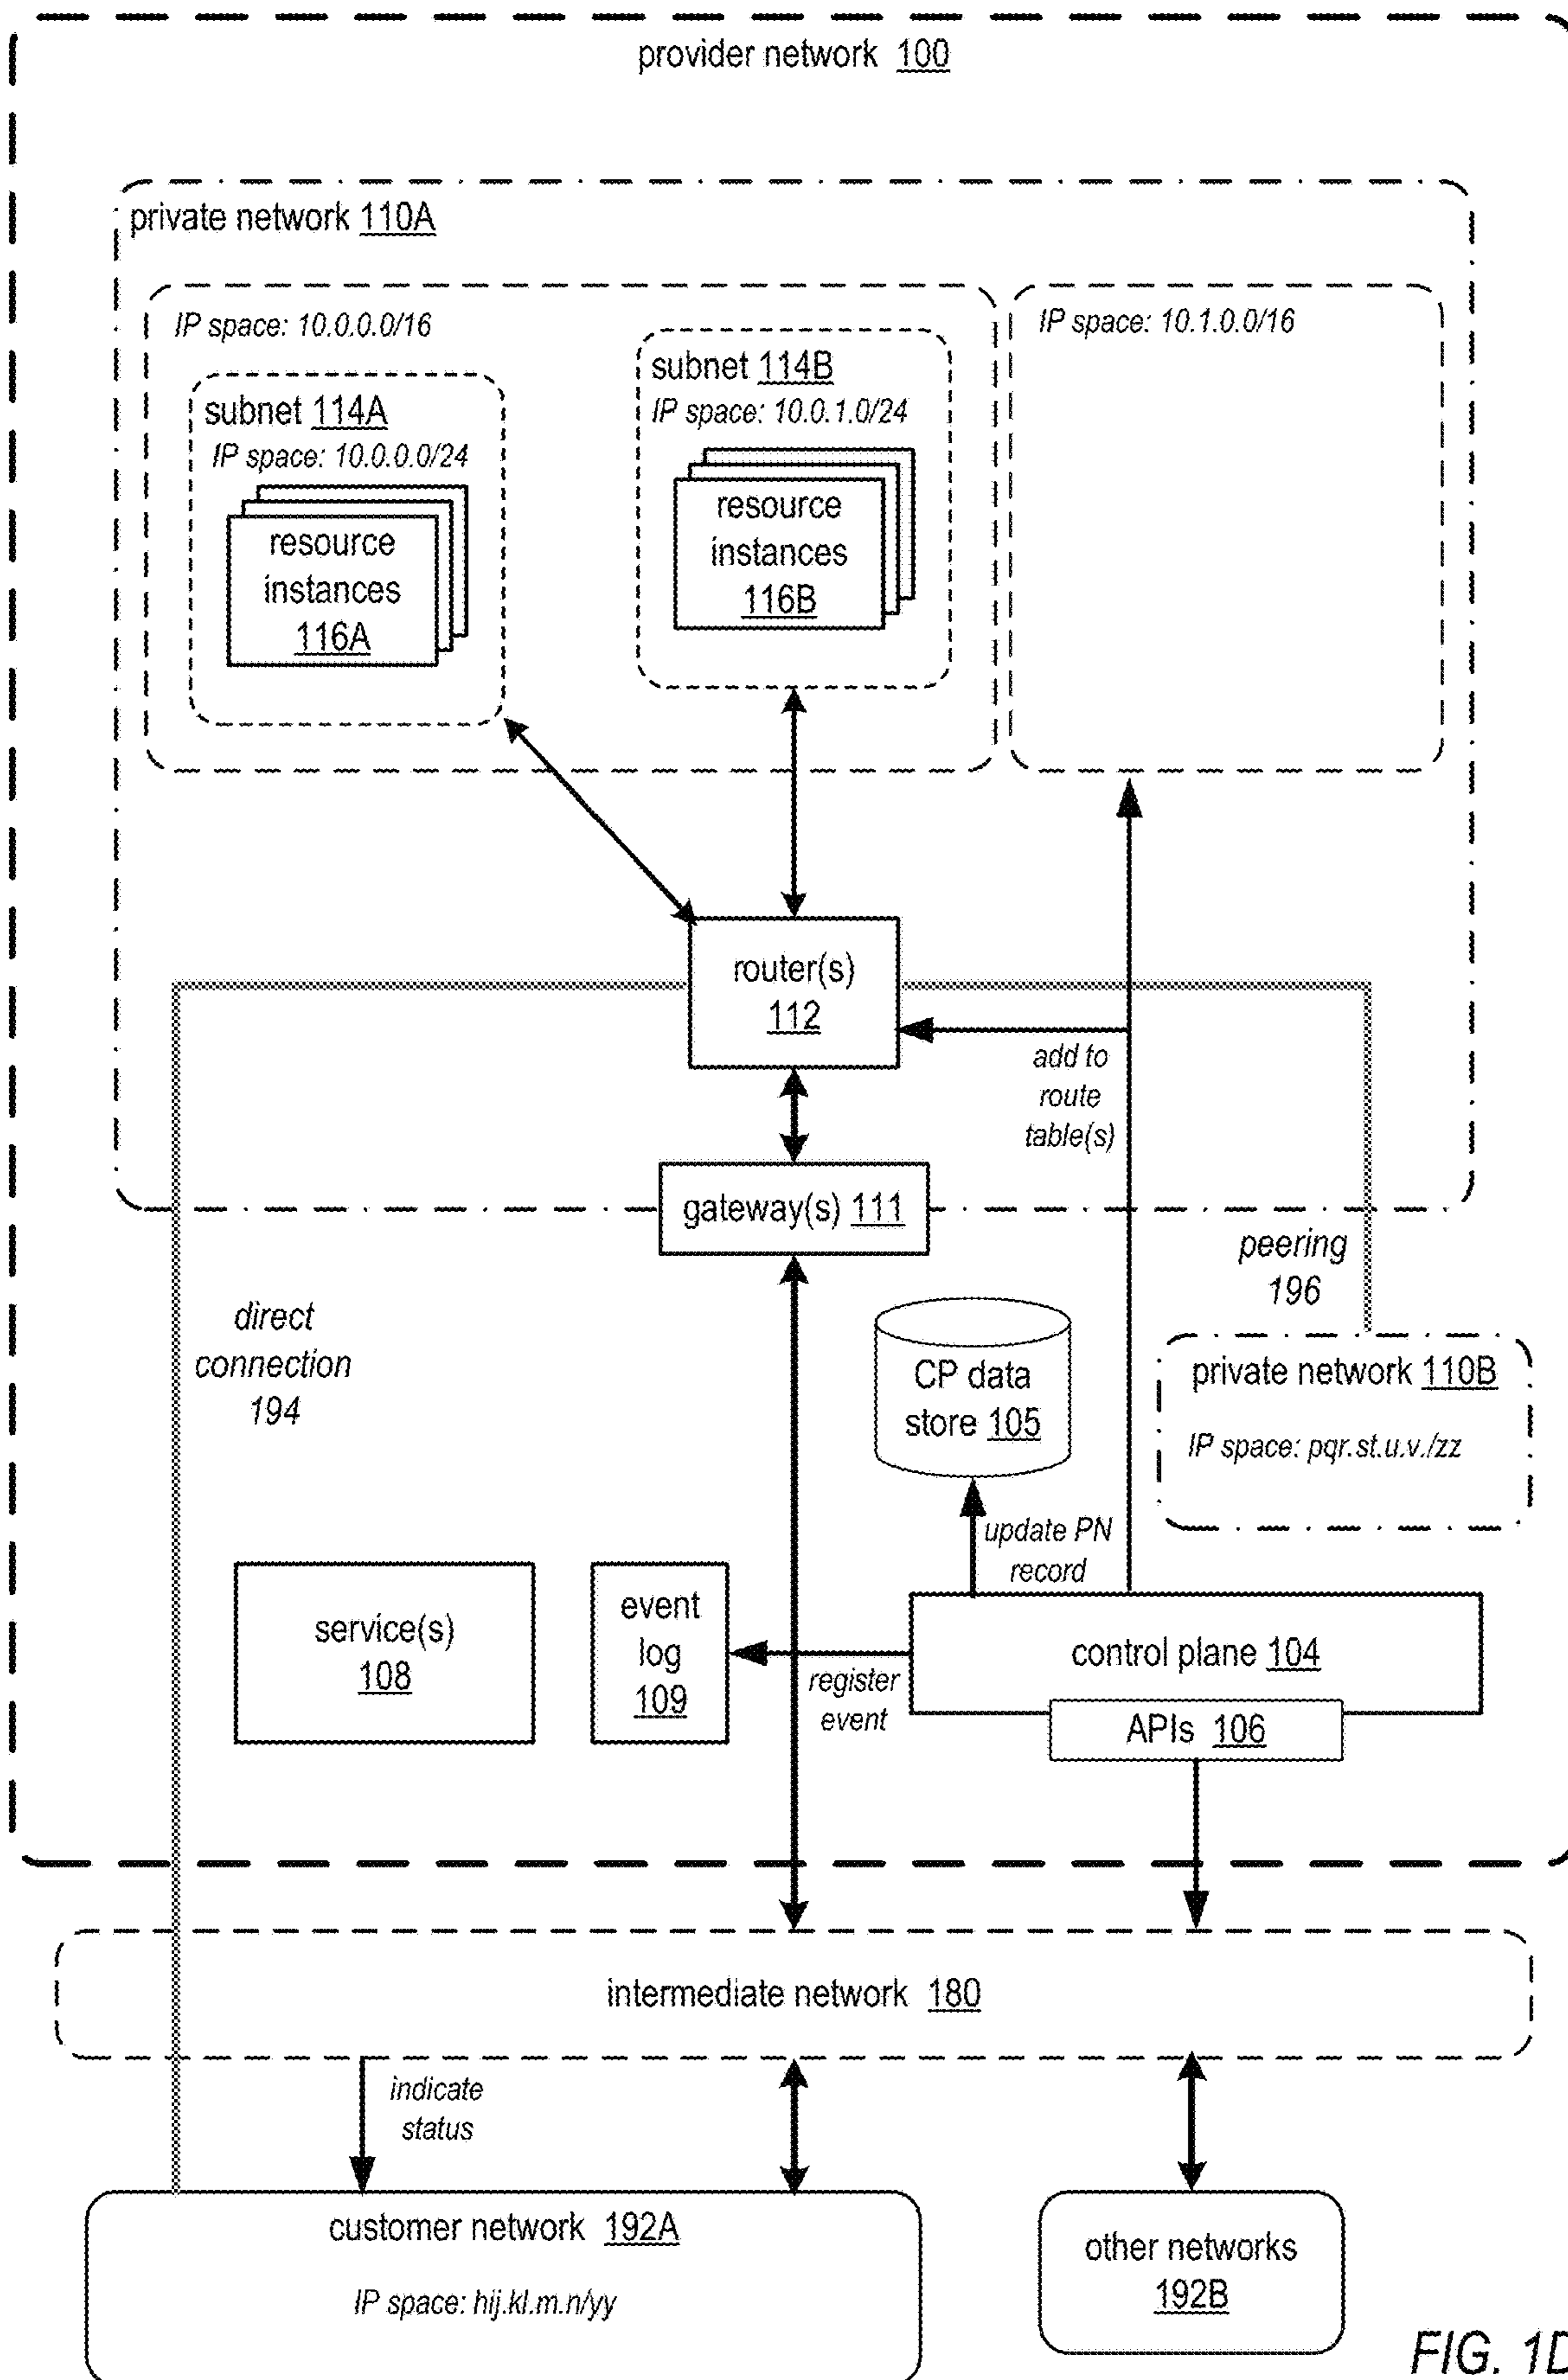 provider network 100
private network 110A
IP space: 10.0.0.0/16
IP space: 10.1.0.0/16
subnet 114A
IP space: 10.0.0.0/24
resource
instances
116A
subnet 114B
IP space: 10.0.1.0/24
resource
instances
116B
router(s)
112
add to
route
table(s)
gateway(s) 111
peering
196
direct
connection
194
CP data
store 105
private network 110B
IP space: pqr.st.u.v./zz
update PN
record
service(s)
108
event
log
109
register
event
control plane 104
APIs 106
intermediate network 180
indicate
status
customer network 192A
IP space: hij.kl.m.n/yy
other networks
192B
FIG. 1D